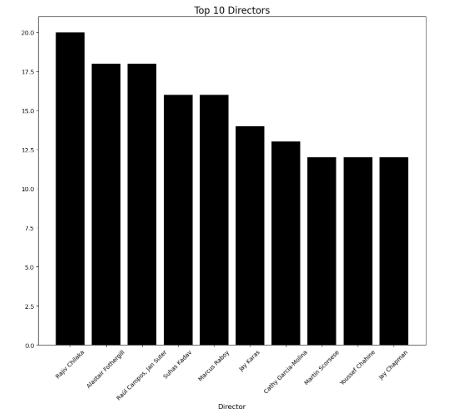 Top 10 Directors
20.0
17.5
15.0
12.5
10.0
7.5
5.0
2.5
0.0
Rajiv Chilaka
Alastair Fothergill
Raúl Campos, Jan Suter
Suhas Kadav
Marcus Raboy
Jay Karas
Cathy Garcia-Molina
Martin Scorsese
Youssef Chahine
Jay Chapman
Director